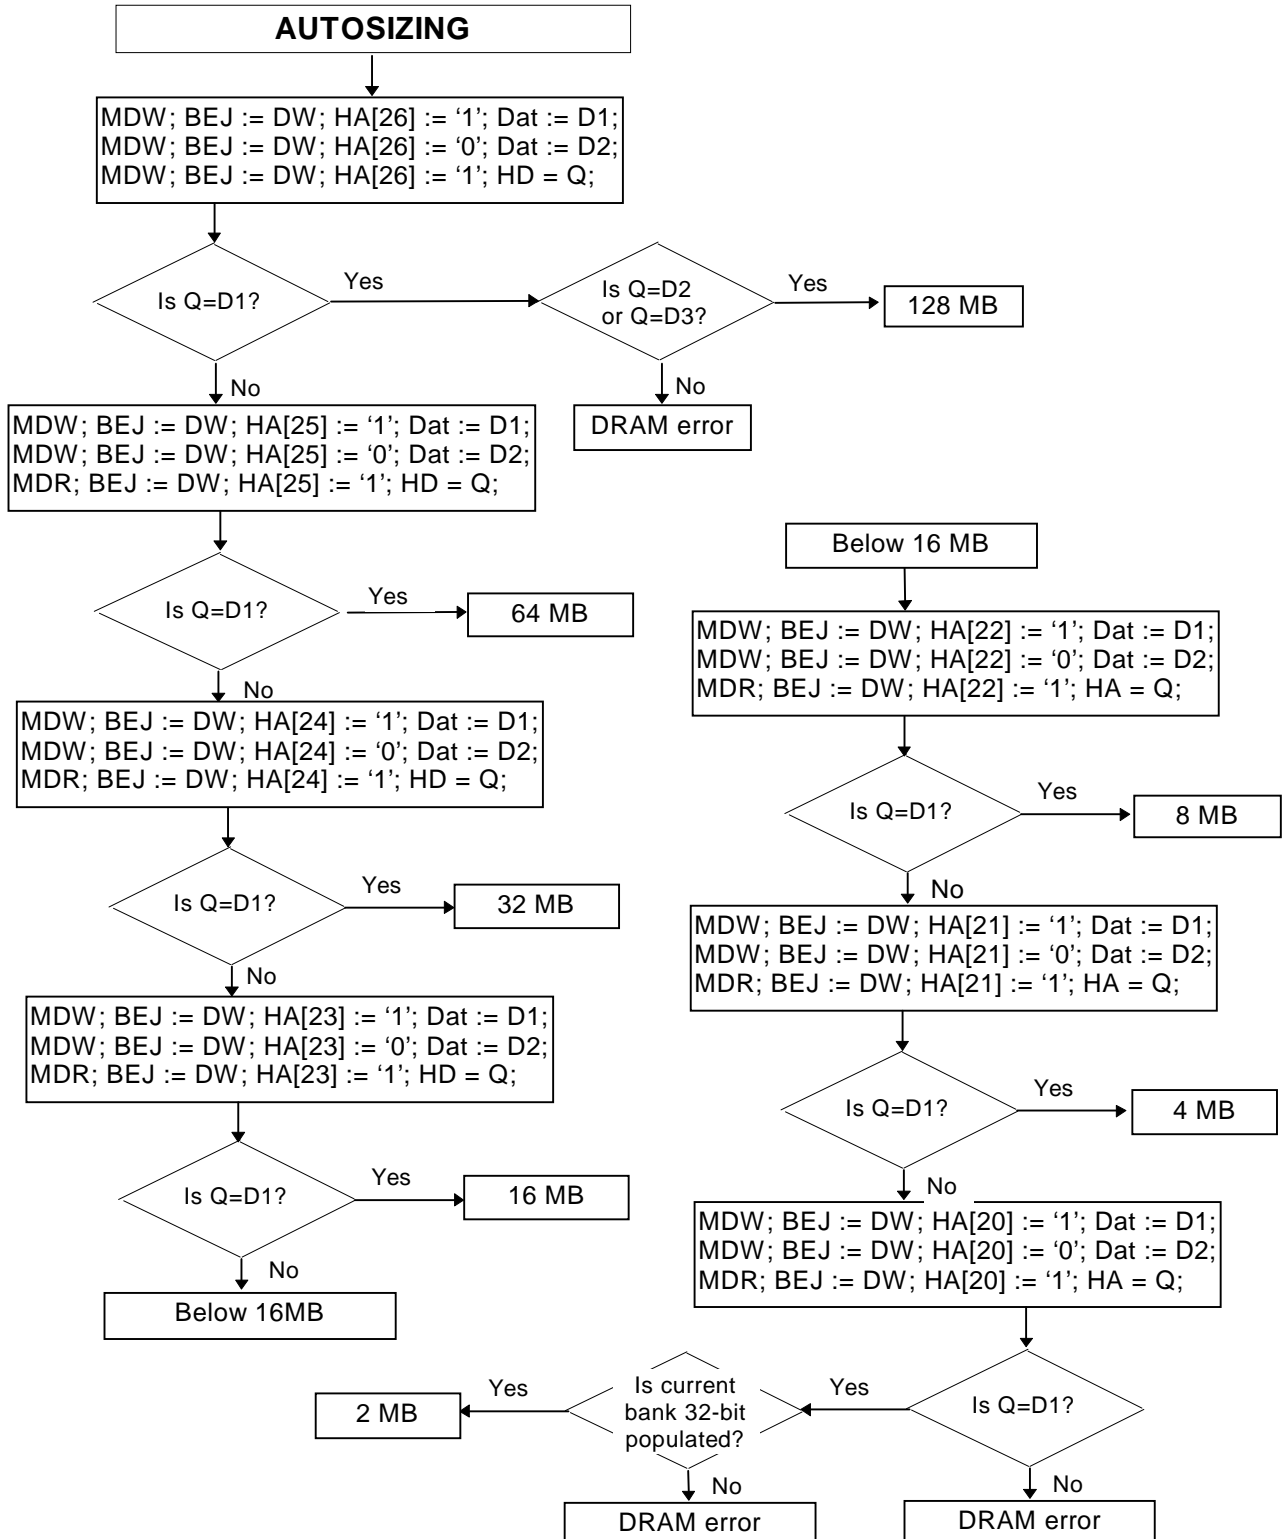 AUTOSIZING
MDW; BEJ := DW; HA[26] := ‘1’; Dat := D1;
MDW; BEJ := DW; HA[26] := ‘0’; Dat := D2;
MDW; BEJ := DW; HA[26] := ‘1’; HD = Q;
Is Q=D1?
Yes
Is Q=D2
or Q=D3?
Yes
128 MB
No
DRAM error
No
MDW; BEJ := DW; HA[25] := ‘1’; Dat := D1;
MDW; BEJ := DW; HA[25] := ‘0’; Dat := D2;
MDR; BEJ := DW; HA[25] := ‘1’; HD = Q;
Is Q=D1?
Yes
64 MB
No
MDW; BEJ := DW; HA[24] := ‘1’; Dat := D1;
MDW; BEJ := DW; HA[24] := ‘0’; Dat := D2;
MDR; BEJ := DW; HA[24] := ‘1’; HD = Q;
Is Q=D1?
Yes
32 MB
No
MDW; BEJ := DW; HA[23] := ‘1’; Dat := D1;
MDW; BEJ := DW; HA[23] := ‘0’; Dat := D2;
MDR; BEJ := DW; HA[23] := ‘1’; HD = Q;
Is Q=D1?
Yes
16 MB
No
Below 16MB
Below 16 MB
MDW; BEJ := DW; HA[22] := ‘1’; Dat := D1;
MDW; BEJ := DW; HA[22] := ‘0’; Dat := D2;
MDR; BEJ := DW; HA[22] := ‘1’; HA = Q;
Is Q=D1?
Yes
8 MB
No
MDW; BEJ := DW; HA[21] := ‘1’; Dat := D1;
MDW; BEJ := DW; HA[21] := ‘0’; Dat := D2;
MDR; BEJ := DW; HA[21] := ‘1’; HA = Q;
Is Q=D1?
Yes
4 MB
No
MDW; BEJ := DW; HA[20] := ‘1’; Dat := D1;
MDW; BEJ := DW; HA[20] := ‘0’; Dat := D2;
MDR; BEJ := DW; HA[20] := ‘1’; HA = Q;
Is Q=D1?
Yes
Is current
bank 32-bit
populated?
Yes
2 MB
No
DRAM error
No
DRAM error